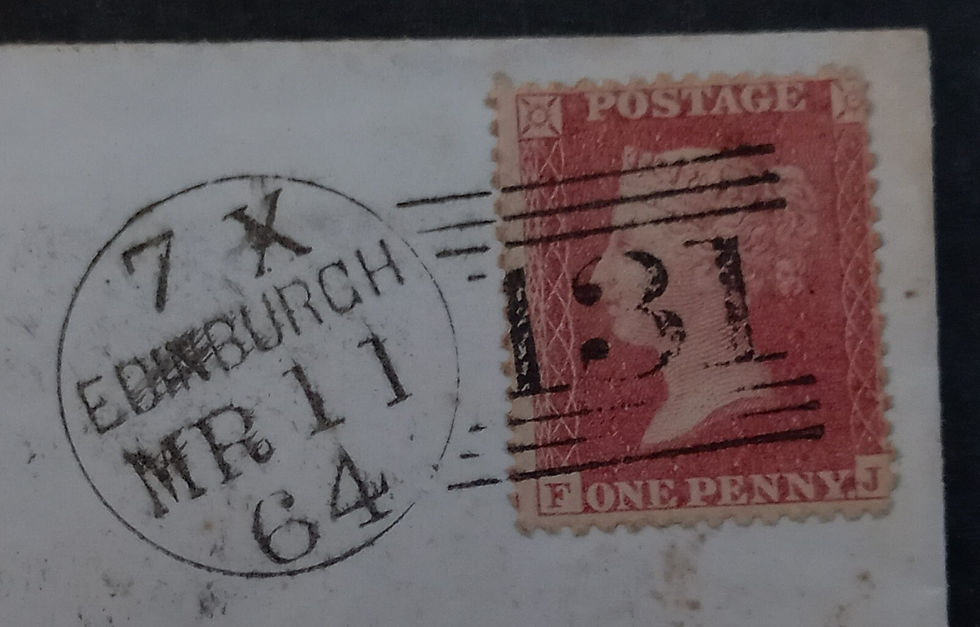 7 X
EDINBURGH
MR 11
64
POSTAGE
131
F ONE PENNY. J